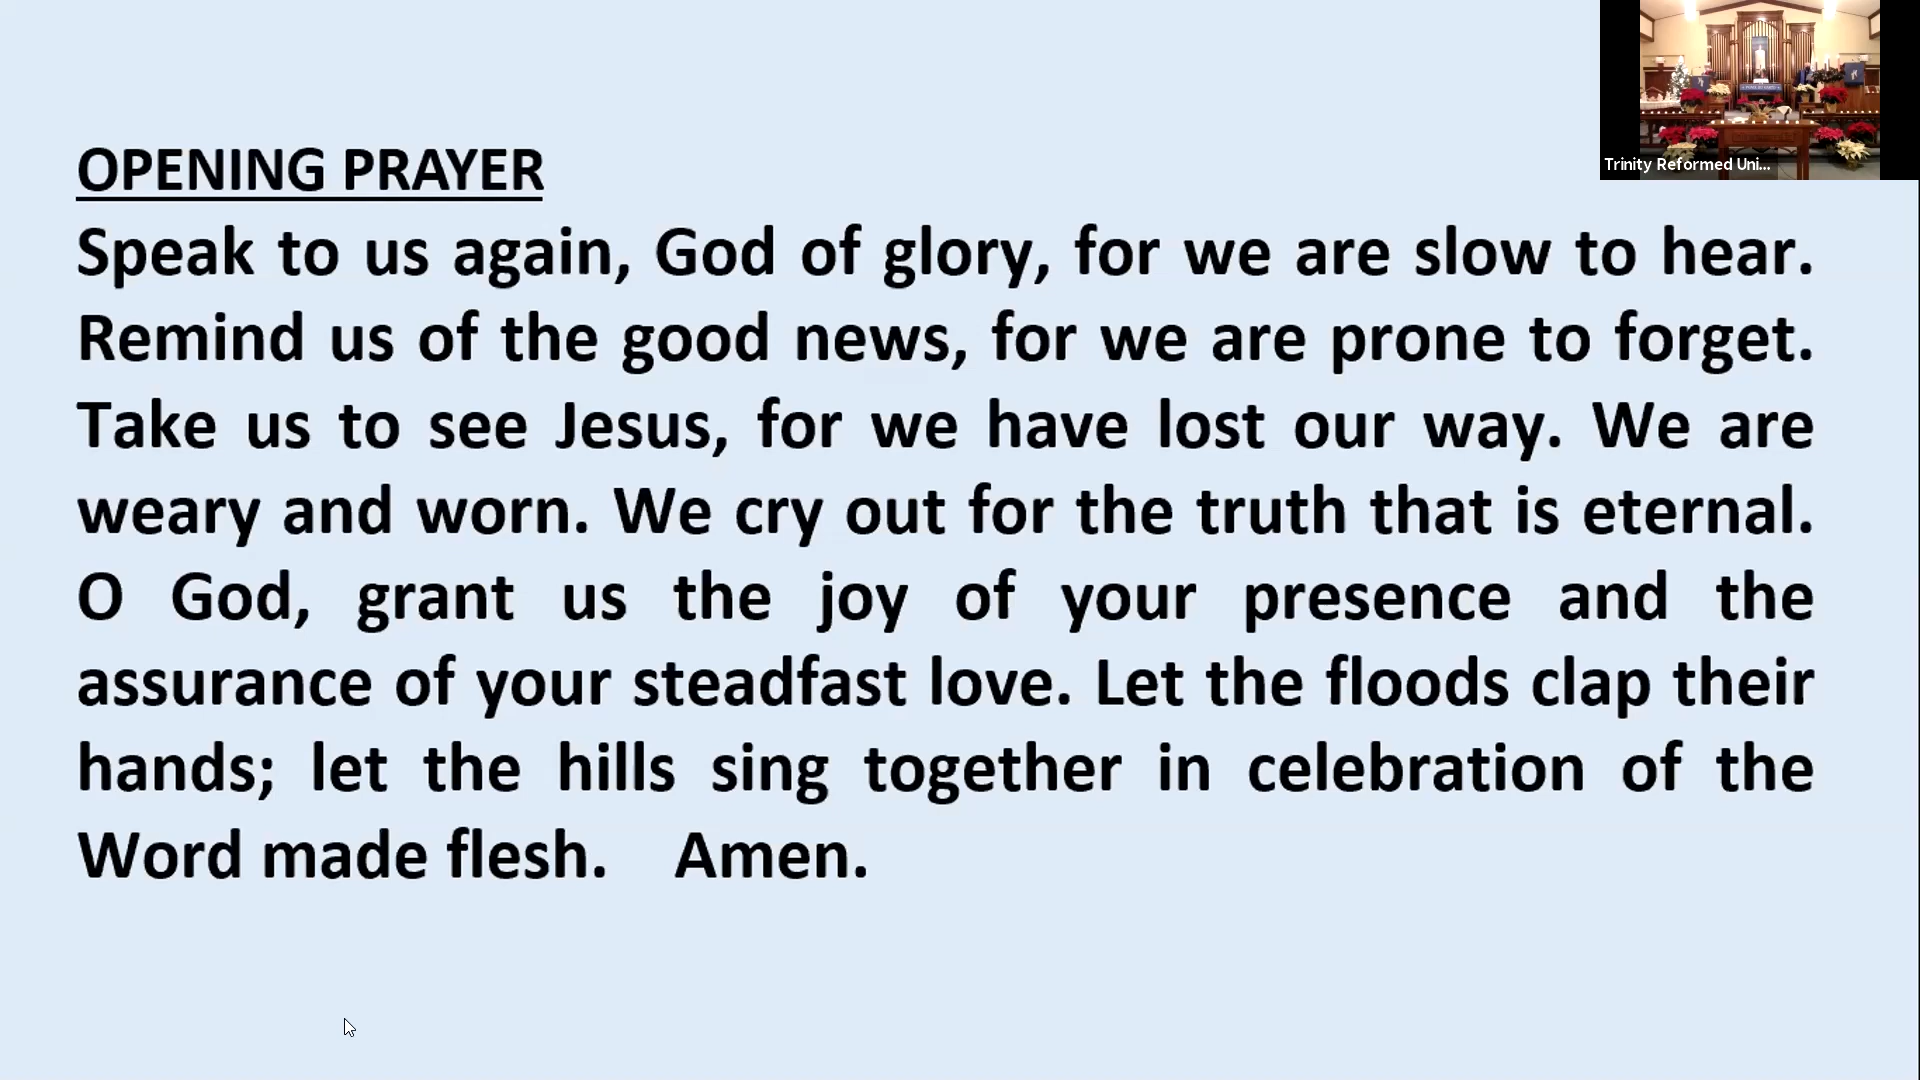 OPENING PRAYER
Speak to us again, God of glory, for we are slow to hear.
Remind us of the good news, for we are prone to forget.
Take us to see Jesus, for we have lost our way. We are
weary and worn. We cry out for the truth that is eternal.
O God, grant us the joy of your presence and the
assurance of your steadfast love. Let the floods clap their
hands; let the hills sing together in celebration of the
Word made flesh. Amen.
Trinity Reformed Uni...